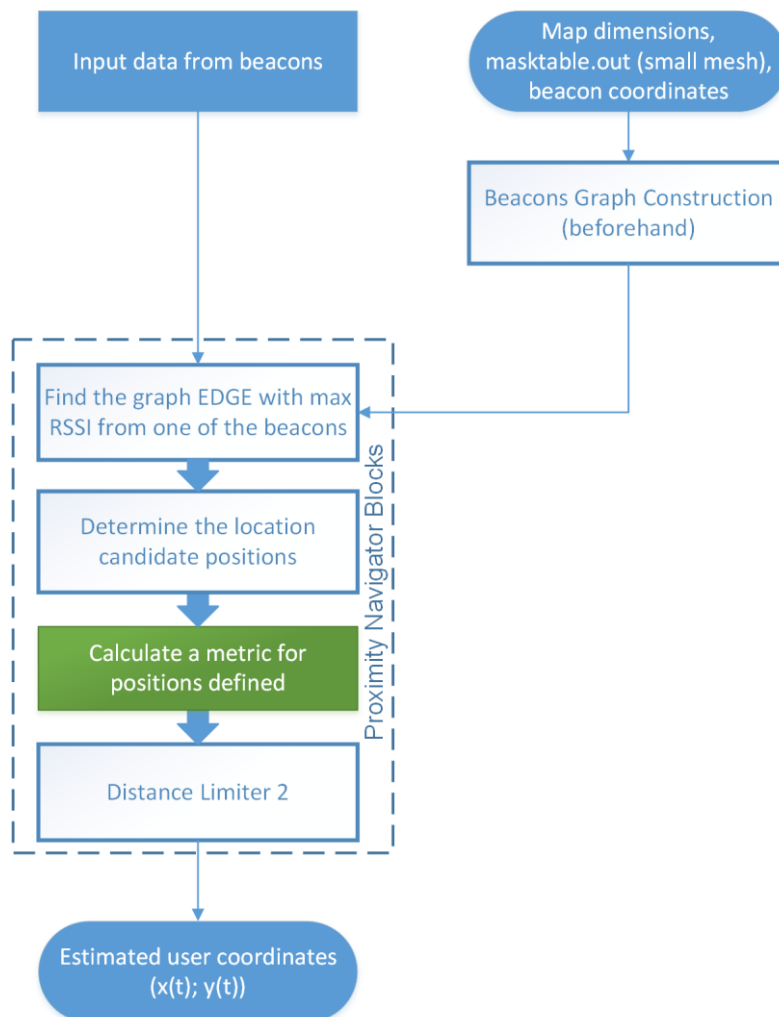 Input data from beacons
Map dimensions,
masktable.out (small mesh),
beacon coordinates
Beacons Graph Construction
(beforehand)
Find the graph EDGE with max
RSSI from one of the beacons
Determine the location
candidate positions
Calculate a metric for
positions defined
Distance Limiter 2
Proximity Navigator Blocks
Estimated user coordinates
(x(t); y(t))